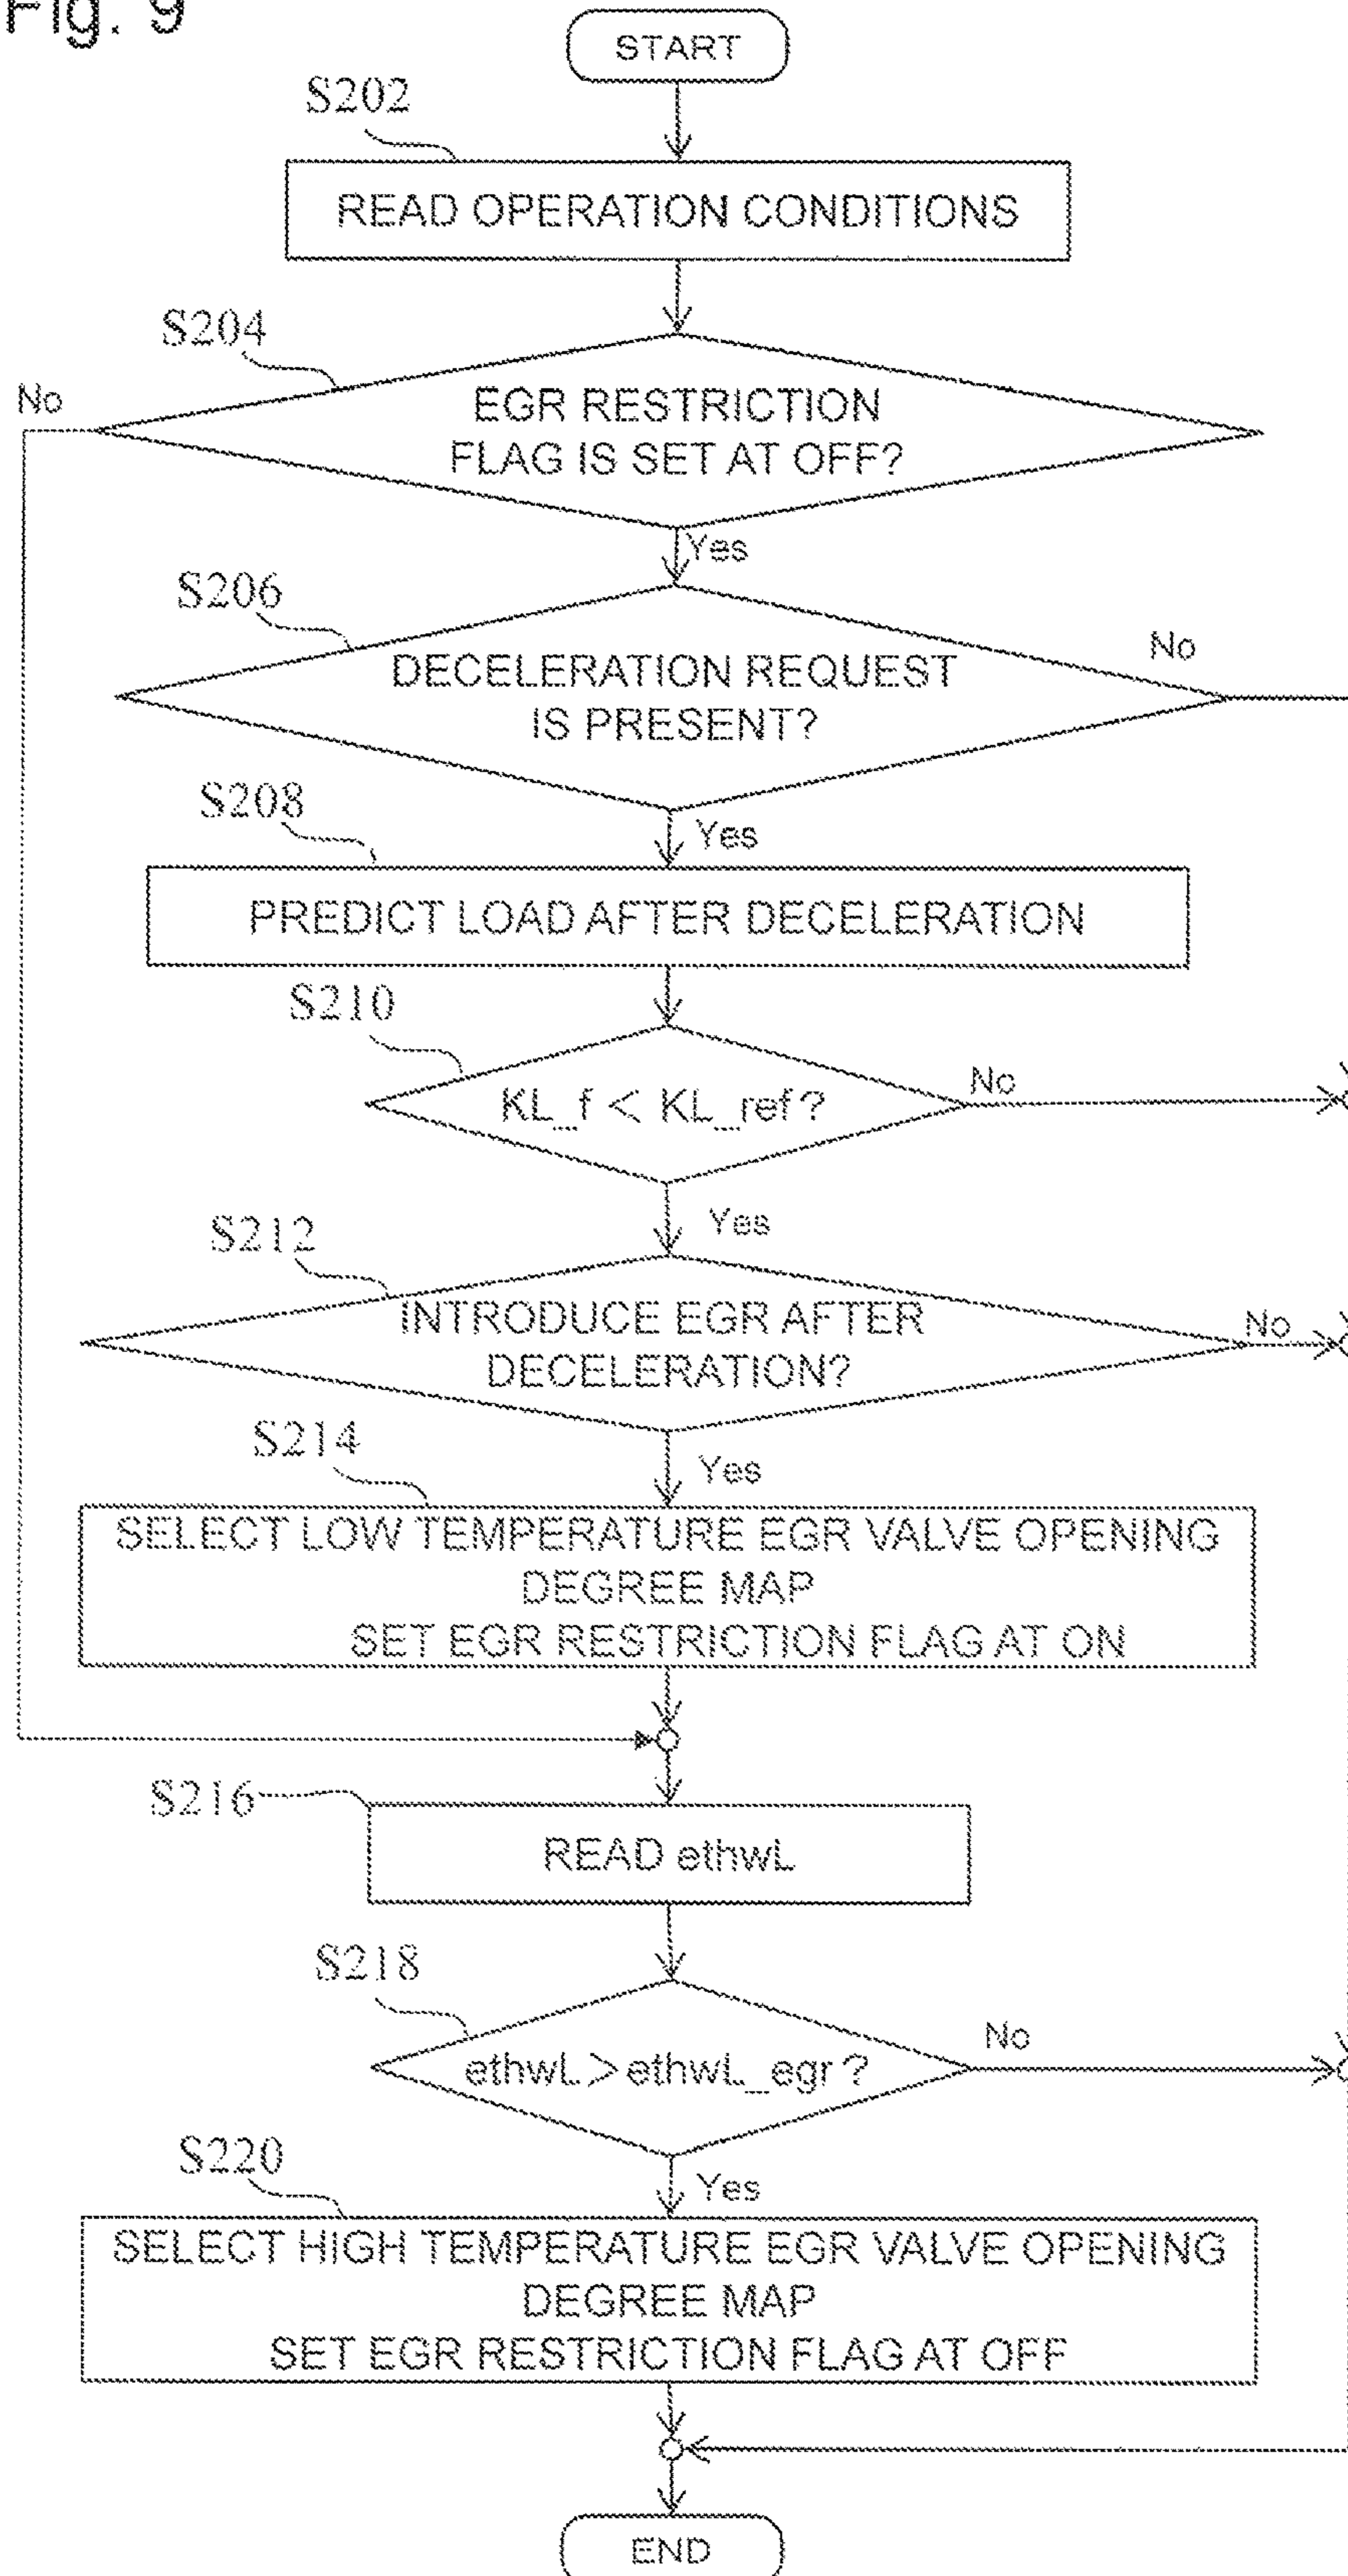 Fig. 9
START
S202
READ OPERATION CONDITIONS
S204
No
EGR RESTRICTION
FLAG IS SET AT OFF?
Yes
S206
No
DECELERATION REQUEST
IS PRESENT?
S208
Yes
PREDICT LOAD AFTER DECELERATION
S210
KL_f < KL_ref?
No
Yes
S212
INTRODUCE EGR AFTER
DECELERATION?
No
S214
Yes
SELECT LOW TEMPERATURE EGR VALVE OPENING
DEGREE MAP
SET EGR RESTRICTION FLAG AT ON
S216
READ ethwL
S218
No
ethwL > ethwL_egr?
S220
Yes
SELECT HIGH TEMPERATURE EGR VALVE OPENING
DEGREE MAP
SET EGR RESTRICTION FLAG AT OFF
END